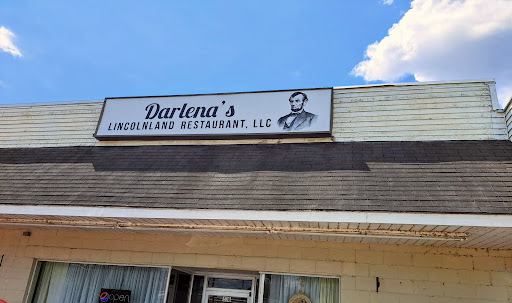 Darlena's
LINCOLNLAND RESTAURANT, LLC
open